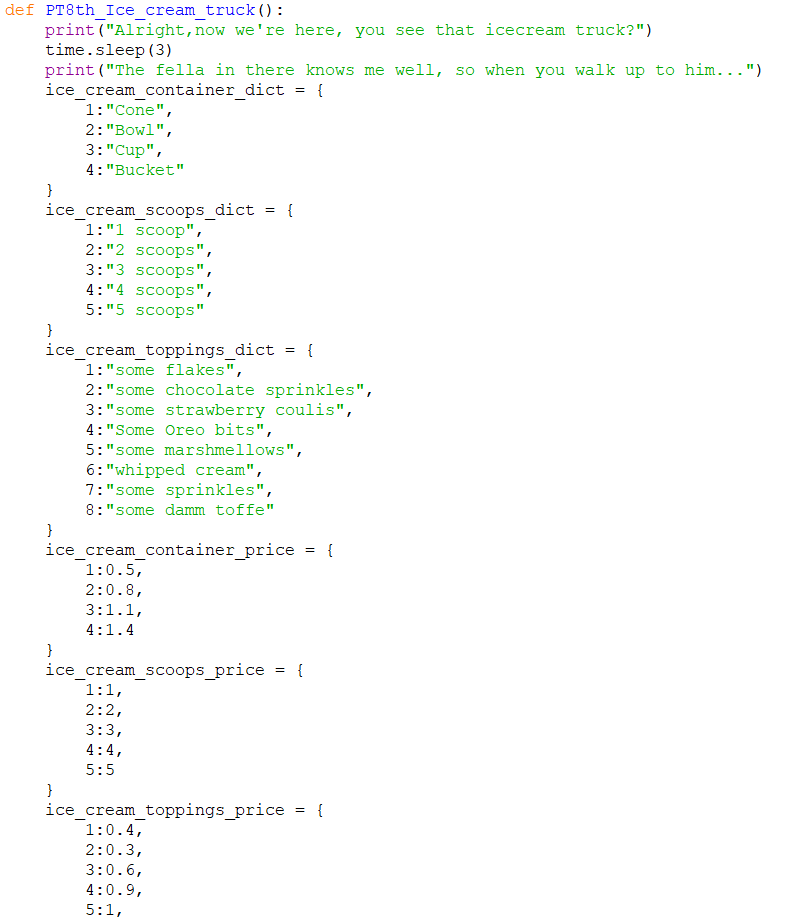 def PT8th_Ice_cream_truck():
    print("Alright,now we're here, you see that icecream truck?")
    time.sleep(3)
    print("The fella in there knows me well, so when you walk up to him...")
    ice_cream_container_dict = {
        1:"Cone",
        2:"Bowl",
        3:"Cup",
        4:"Bucket"
    }
    ice_cream_scoops_dict = {
        1:"1 scoop",
        2:"2 scoops",
        3:"3 scoops",
        4:"4 scoops",
        5:"5 scoops"
    }
    ice_cream_toppings_dict = {
        1:"some flakes",
        2:"some chocolate sprinkles",
        3:"some strawberry coulis",
        4:"Some Oreo bits",
        5:"some marshmellows",
        6:"whipped cream",
        7:"some sprinkles",
        8:"some damm toffe"
    }
    ice_cream_container_price = {
        1:0.5,
        2:0.8,
        3:1.1,
        4:1.4
    }
    ice_cream_scoops_price = {
        1:1,
        2:2,
        3:3,
        4:4,
        5:5
    }
    ice_cream_toppings_price = {
        1:0.4,
        2:0.3,
        3:0.6,
        4:0.9,
        5:1,